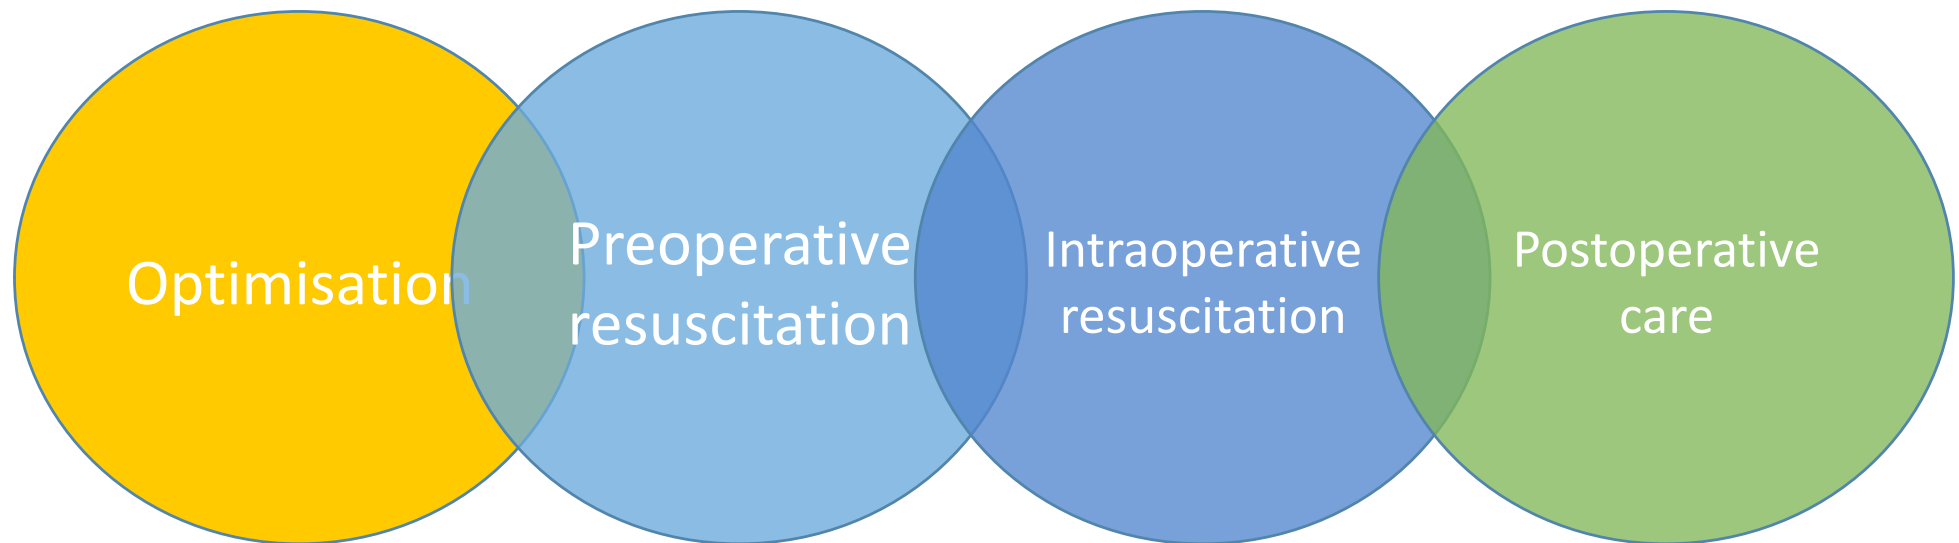 Optimisation
Preoperative
resuscitation
Intraoperative
resuscitation
Postoperative
care